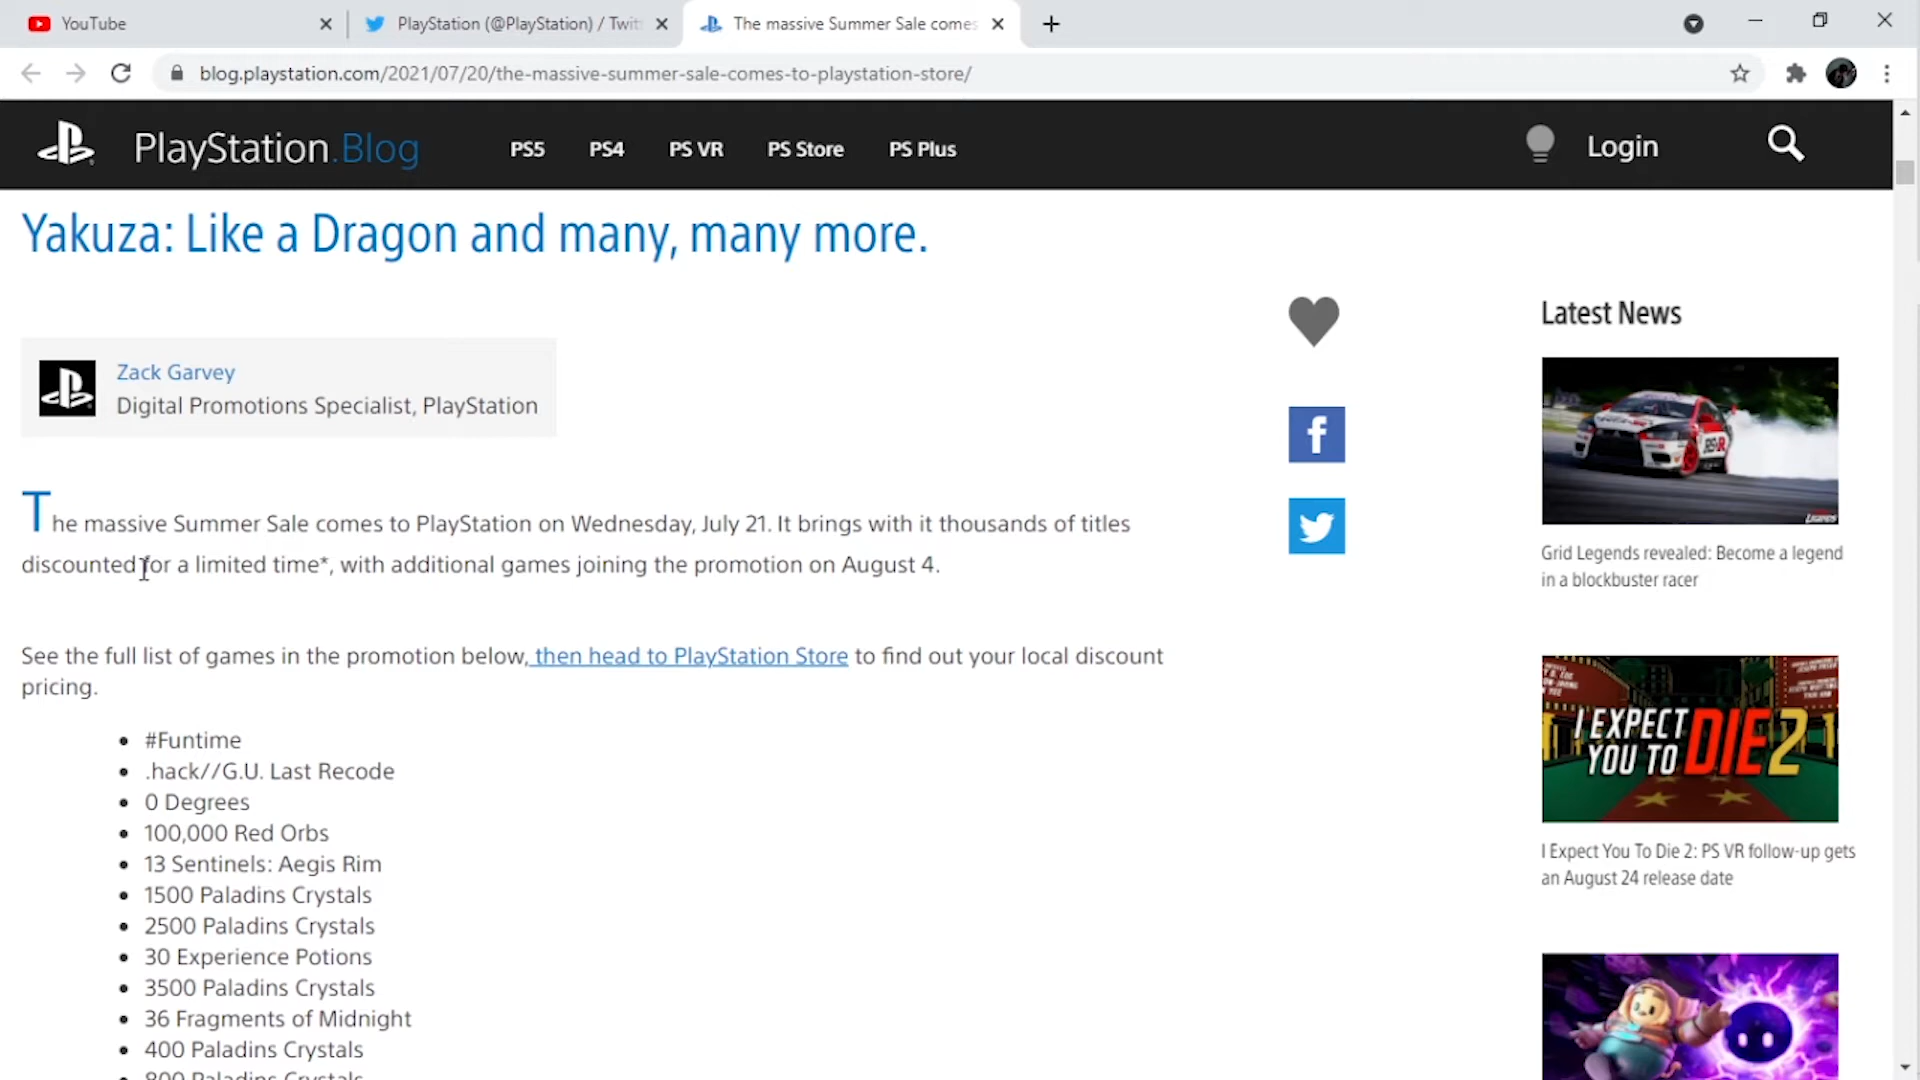 YouTube
PlayStation (@PlayStation) / Twit
The massive Summer Sale comes
blog.playstation.com/2021/07/20/the-massive-summer-sale-comes-to-playstation-store/
PlayStation.Blog
PS5
PS4
PS VR
PS Store
PS Plus
Login
Yakuza: Like a Dragon and many, many more.
Zack Garvey
Digital Promotions Specialist, PlayStation
The massive Summer Sale comes to PlayStation on Wednesday, July 21. It brings with it thousands of titles
discounted for a limited time*, with additional games joining the promotion on August 4.
See the full list of games in the promotion below, then head to PlayStation Store to find out your local discount
pricing.
• #Funtime
• .hack//G.U. Last Recode
• 0 Degrees
• 100,000 Red Orbs
• 13 Sentinels: Aegis Rim
• 1500 Paladins Crystals
• 2500 Paladins Crystals
• 30 Experience Potions
• 3500 Paladins Crystals
• 36 Fragments of Midnight
• 400 Paladins Crystals
• 800 Paladins Crystals
Latest News
Grid Legends revealed: Become a legend
in a blockbuster racer
I EXPECT
YOU TO DIE 2
I Expect You To Die 2: PS VR follow-up gets
an August 24 release date